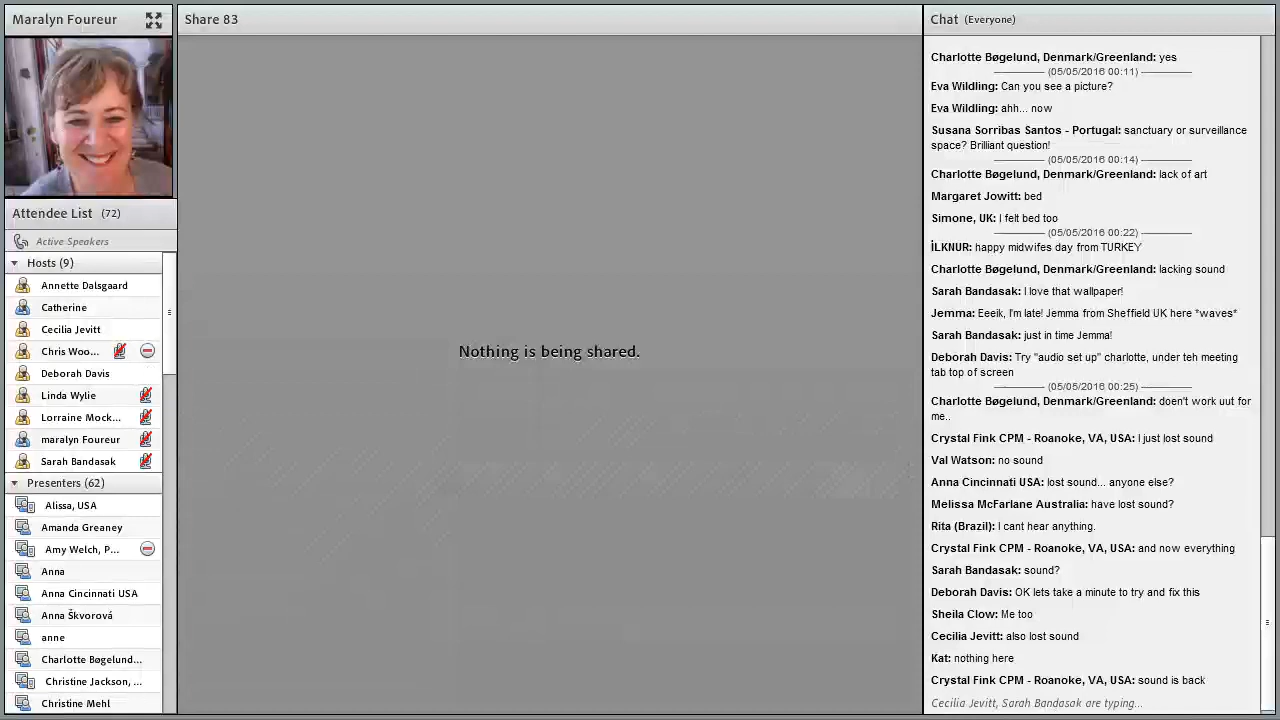 Maralyn Foureur
Attendee List (72)
Active Speakers
Hosts (9)
Annette Dalsgaard
Catherine
Cecilia Jevitt
Chris Woo...
Deborah Davis
Linda Wylie
Lorraine Mock...
maralyn Foureur
Sarah Bandasak
Presenters (62)
Alissa, USA
Amanda Greaney
Amy Welch, P...
Anna
Anna Cincinnati USA
Anna Škvorová
anne
Charlotte Bøgelund...
Christine Jackson, ...
Christine Mehl
Share 83
Nothing is being shared.
Chat (Everyone)
Charlotte Bøgelund, Denmark/Greenland: yes
(05/05/2016 00:11)
Eva Wildling: Can you see a picture?
Eva Wildling: ahh... now
Susana Sorribas Santos - Portugal: sanctuary or surveillance
space? Brilliant question!
(05/05/2016 00:14)
Charlotte Bøgelund, Denmark/Greenland: lack of art
Margaret Jowitt: bed
Simone, UK: I felt bed too
(05/05/2016 00:22)
İLKNUR: happy midwifes day from TURKEY
Charlotte Bøgelund, Denmark/Greenland: lacking sound
Sarah Bandasak: I love that wallpaper!
Jemma: Eeeik, I'm late! Jemma from Sheffield UK here *waves*
Sarah Bandasak: just in time Jemma!
Deborah Davis: Try "audio set up" charlotte, under teh meeting
tab top of screen
(05/05/2016 00:25)
Charlotte Bøgelund, Denmark/Greenland: doen't work uut for
me..
Crystal Fink CPM - Roanoke, VA, USA: I just lost sound
Val Watson: no sound
Anna Cincinnati USA: lost sound... anyone else?
Melissa McFarlane Australia: have lost sound?
Rita (Brazil): I cant hear anything.
Crystal Fink CPM - Roanoke, VA, USA: and now everything
Sarah Bandasak: sound?
Deborah Davis: OK lets take a minute to try and fix this
Sheila Clow: Me too
Cecilia Jevitt: also lost sound
Kat: nothing here
Crystal Fink CPM - Roanoke, VA, USA: sound is back
Cecilia Jevitt, Sarah Bandasak are typing...